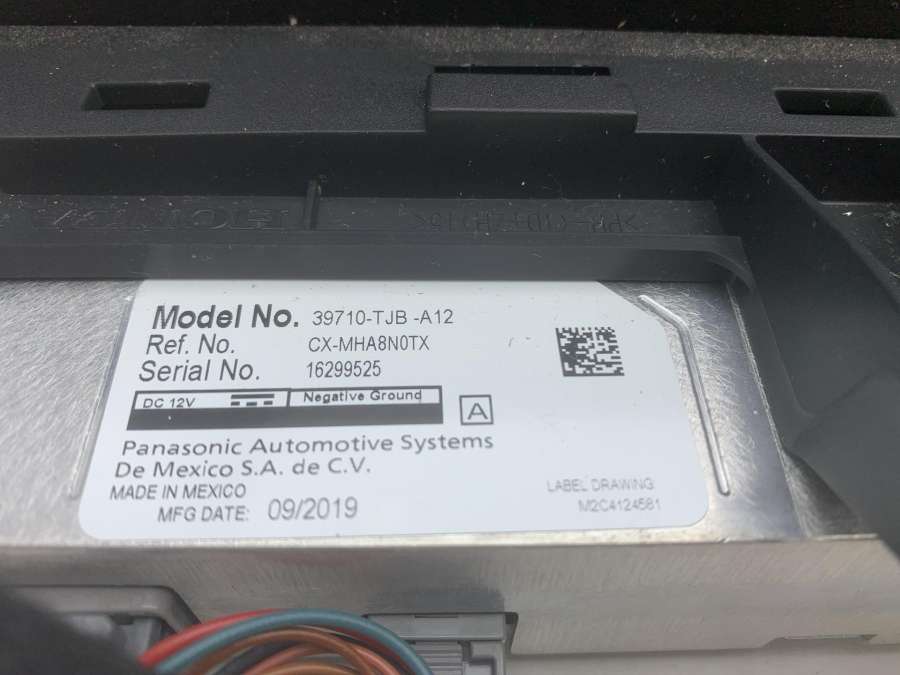 HONDA
Model No. 39710-TJB -A12
Ref. No. CX-MHA8N0TX
Serial No. 16299525
DC 12V Negative Ground
A
Panasonic Automotive Systems
De Mexico S.A. de C.V.
MADE IN MEXICO
MFG DATE: 09/2019
LABEL DRAWING
M2C4124581